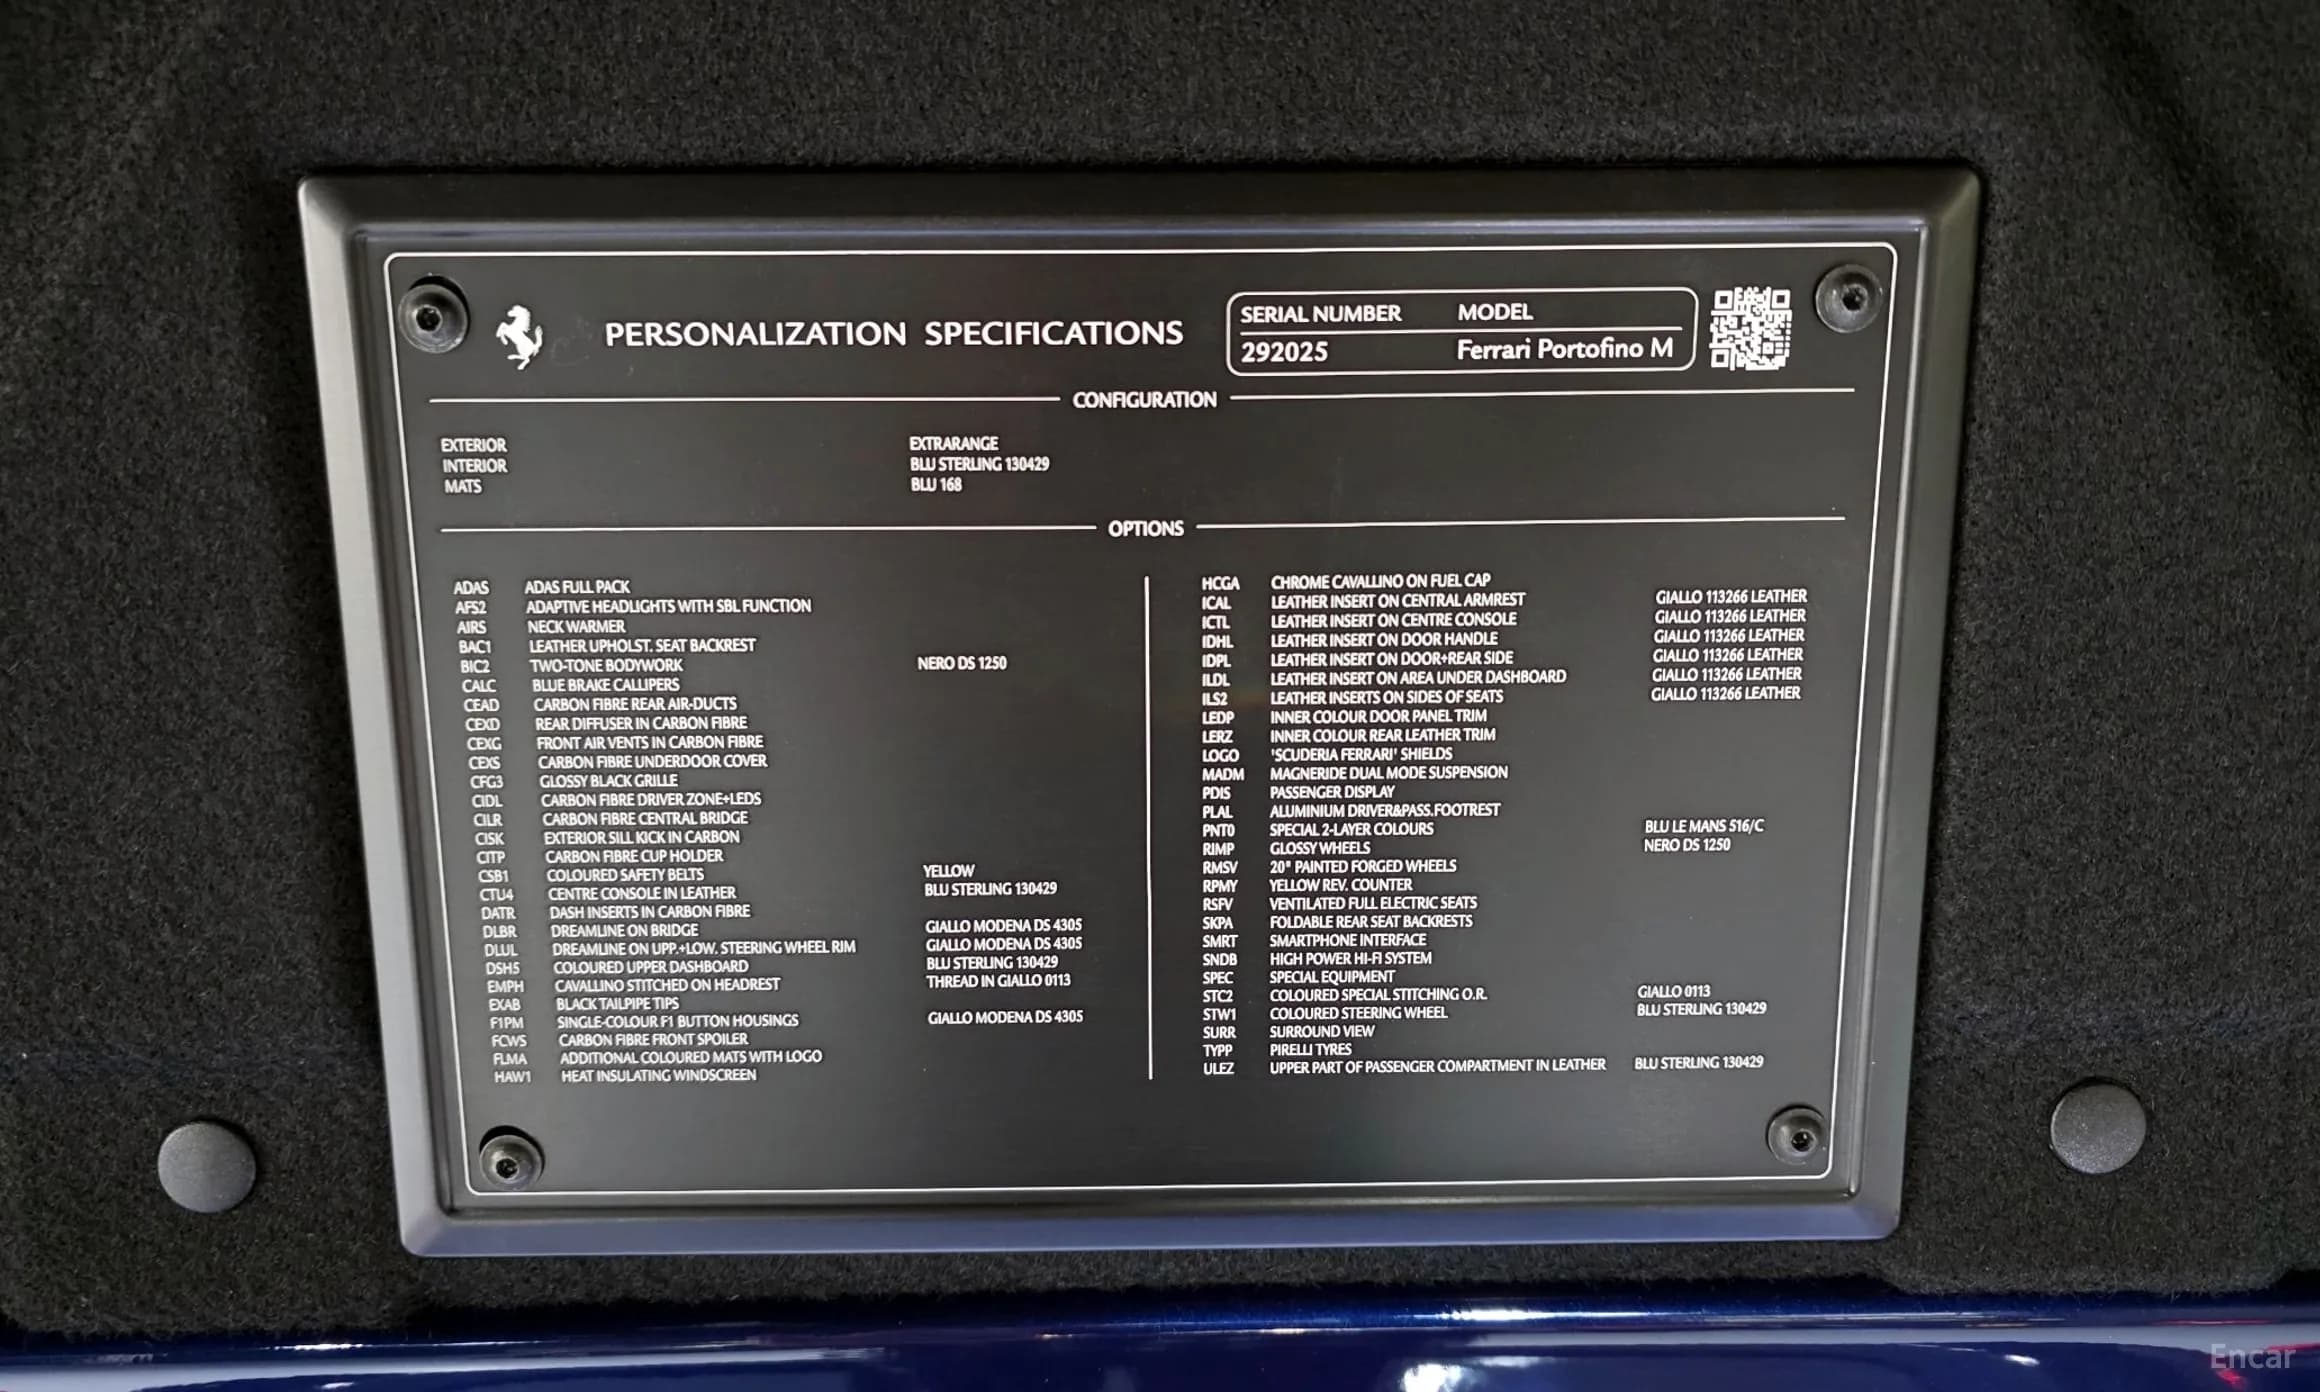 PERSONALIZATION SPECIFICATIONS
SERIAL NUMBER MODEL
292025 Ferrari Portofino M
CONFIGURATION
EXTERIOR EXTRARANGE
INTERIOR BLU STERLING 130429
MATS BLU 168
OPTIONS
ADAS ADAS FULL PACK
AFS2 ADAPTIVE HEADLIGHTS WITH SBL FUNCTION
AIRS NECK WARMER
BAC1 LEATHER UPHOLST. SEAT BACKREST
BIC2 TWO-TONE BODYWORK NERO DS 1250
CALC BLUE BRAKE CALLIPERS
CEAD CARBON FIBRE REAR AIR-DUCTS
CEXD REAR DIFFUSER IN CARBON FIBRE
CEXG FRONT AIR VENTS IN CARBON FIBRE
CEXS CARBON FIBRE UNDERDOOR COVER
CFG3 GLOSSY BLACK GRILLE
CIDL CARBON FIBRE DRIVER ZONE+LEDS
CILR CARBON FIBRE CENTRAL BRIDGE
CISK EXTERIOR SILL KICK IN CARBON
CITP CARBON FIBRE CUP HOLDER
CSB1 COLOURED SAFETY BELTS YELLOW
CTU4 CENTRE CONSOLE IN LEATHER BLU STERLING 130429
DATR DASH INSERTS IN CARBON FIBRE
DLBR DREAMLINE ON BRIDGE GIALLO MODENA DS 4305
DLUL DREAMLINE ON UPP.+LOW. STEERING WHEEL RIM GIALLO MODENA DS 4305
DSH5 COLOURED UPPER DASHBOARD BLU STERLING 130429
EMPH CAVALLINO STITCHED ON HEADREST THREAD IN GIALLO 0113
EXAB BLACK TAILPIPE TIPS
F1PM SINGLE-COLOUR F1 BUTTON HOUSINGS GIALLO MODENA DS 4305
FCWS CARBON FIBRE FRONT SPOILER
FLMA ADDITIONAL COLOURED MATS WITH LOGO
HAW1 HEAT INSULATING WINDSCREEN
HCGA CHROME CAVALLINO ON FUEL CAP
ICAL LEATHER INSERT ON CENTRAL ARMREST GIALLO 113266 LEATHER
ICTL LEATHER INSERT ON CENTRE CONSOLE GIALLO 113266 LEATHER
IDHL LEATHER INSERT ON DOOR HANDLE GIALLO 113266 LEATHER
IDPL LEATHER INSERT ON DOOR+REAR SIDE GIALLO 113266 LEATHER
ILDL LEATHER INSERT ON AREA UNDER DASHBOARD GIALLO 113266 LEATHER
ILS2 LEATHER INSERTS ON SIDES OF SEATS GIALLO 113266 LEATHER
LEDP INNER COLOUR DOOR PANEL TRIM
LERZ INNER COLOUR REAR LEATHER TRIM
LOGO 'SCUDERIA FERRARI' SHIELDS
MADM MAGNERIDE DUAL MODE SUSPENSION
PDIS PASSENGER DISPLAY
PLAL ALUMINIUM DRIVER&PASS.FOOTREST
PNT0 SPECIAL 2-LAYER COLOURS BLU LE MANS 516/C
RIMP GLOSSY WHEELS NERO DS 1250
RMSV 20" PAINTED FORGED WHEELS
RPMY YELLOW REV. COUNTER
RSFV VENTILATED FULL ELECTRIC SEATS
SKPA FOLDABLE REAR SEAT BACKRESTS
SMRT SMARTPHONE INTERFACE
SNDB HIGH POWER HI-FI SYSTEM
SPEC SPECIAL EQUIPMENT
STC2 COLOURED SPECIAL STITCHING O.R. GIALLO 0113
STW1 COLOURED STEERING WHEEL BLU STERLING 130429
SURR SURROUND VIEW
TYPP PIRELLI TYRES
ULEZ UPPER PART OF PASSENGER COMPARTMENT IN LEATHER BLU STERLING 130429
Encar